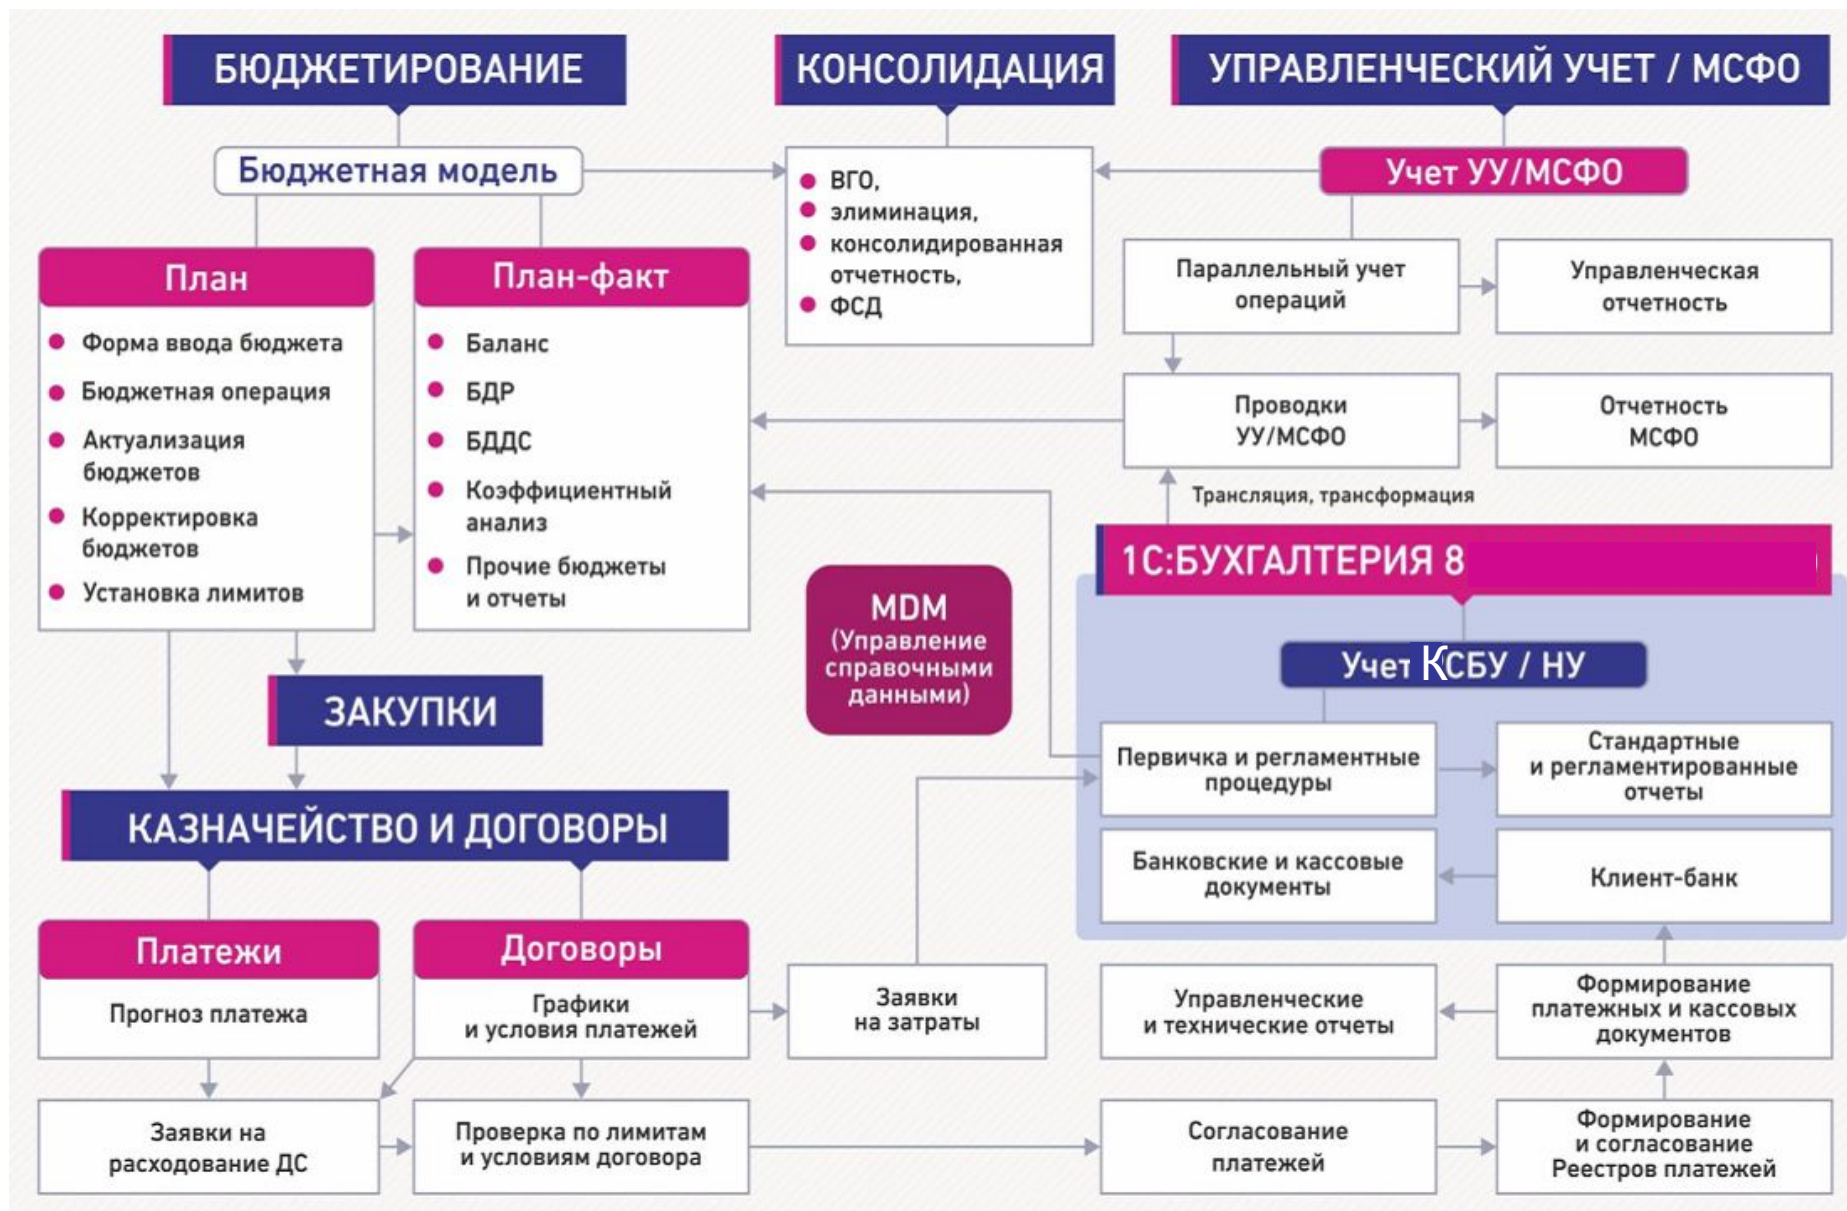 БЮДЖЕТИРОВАНИЕ
КОНСОЛИДАЦИЯ
УПРАВЛЕНЧЕСКИЙ УЧЕТ / МСФО
Бюджетная модель
ВГО,
элиминация,
консолидированная
отчетность,
ФСД
Учет УУ/МСФО
План
Форма ввода бюджета
Бюджетная операция
Актуализация
бюджетов
Корректировка
бюджетов
Установка лимитов
План-факт
Баланс
БДР
БДДС
Коэффициентный
анализ
Прочие бюджеты
и отчеты
Параллельный учет
операций
Управленческая
отчетность
Проводки
УУ/МСФО
Отчетность
МСФО
Трансляция, трансформация
1С:БУХГАЛТЕРИЯ 8
MDM
(Управление
справочными
данными)
Учет КСБУ / НУ
Первичка и регламентные
процедуры
Стандартные
и регламентированные
отчеты
Банковские и кассовые
документы
Клиент-банк
ЗАКУПКИ
КАЗНАЧЕЙСТВО И ДОГОВОРЫ
Платежи
Прогноз платежа
Договоры
Графики
и условия платежей
Заявки
на затраты
Управленческие
и технические отчеты
Формирование
платежных и кассовых
документов
Заявки на
расходование ДС
Проверка по лимитам
и условиям договора
Согласование
платежей
Формирование
и согласование
Реестров платежей